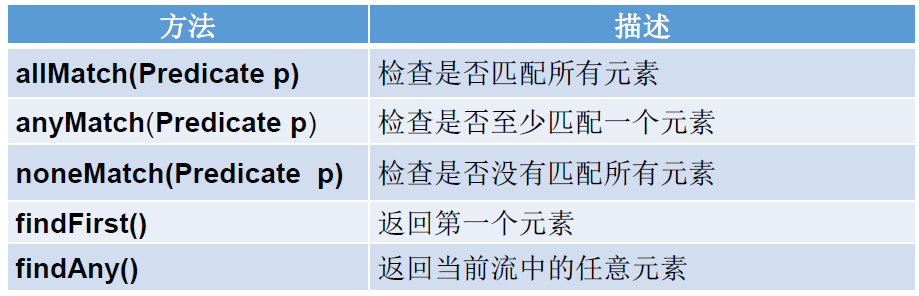 方法 描述
allMatch(Predicate p) 检查是否匹配所有元素
anyMatch(Predicate p) 检查是否至少匹配一个元素
noneMatch(Predicate  p) 检查是否没有匹配所有元素
findFirst() 返回第一个元素
findAny() 返回当前流中的任意元素